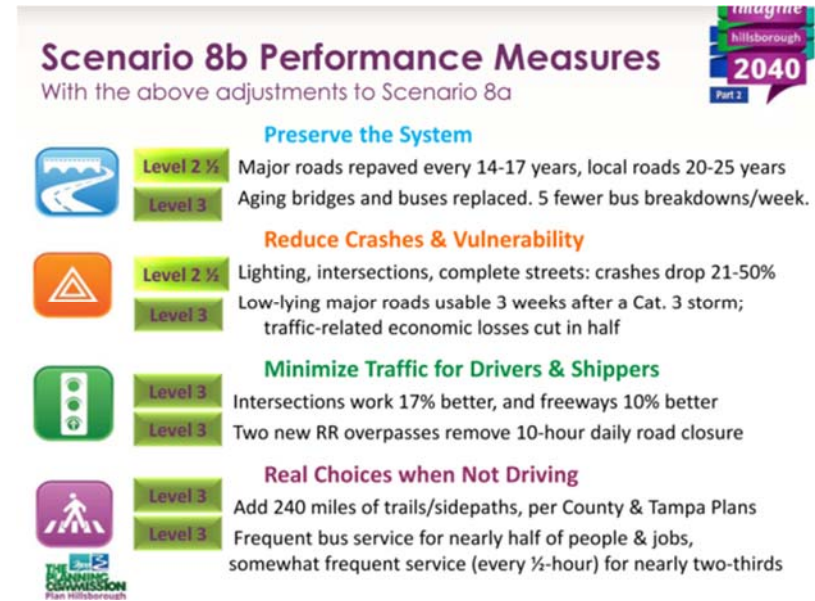 imagine
hillsborough
2040
Part 2
Scenario 8b Performance Measures
With the above adjustments to Scenario 8a
Preserve the System
Level 2 ½ Major roads repaved every 14-17 years, local roads 20-25 years
Level 3 Aging bridges and buses replaced. 5 fewer bus breakdowns/week.
Reduce Crashes & Vulnerability
Level 2 ½ Lighting, intersections, complete streets: crashes drop 21-50%
Level 3 Low-lying major roads usable 3 weeks after a Cat. 3 storm;
traffic-related economic losses cut in half
Minimize Traffic for Drivers & Shippers
Level 3 Intersections work 17% better, and freeways 10% better
Level 3 Two new RR overpasses remove 10-hour daily road closure
Real Choices when Not Driving
Level 3 Add 240 miles of trails/sidepaths, per County & Tampa Plans
Level 3 Frequent bus service for nearly half of people & jobs,
somewhat frequent service (every ½-hour) for nearly two-thirds
THE
PLANNING
COMMISSION
Plan Hillsborough